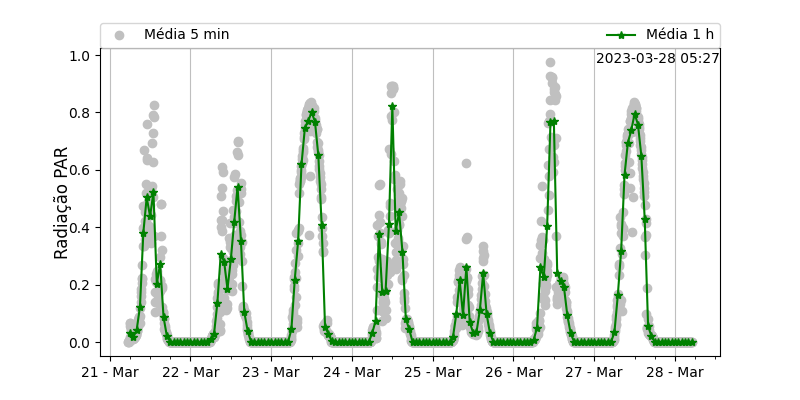 Média 5 min
Média 1 h
2023-03-28 05:27
Radiação PAR
1.0
0.8
0.6
0.4
0.2
0.0
21 - Mar
22 - Mar
23 - Mar
24 - Mar
25 - Mar
26 - Mar
27 - Mar
28 - Mar